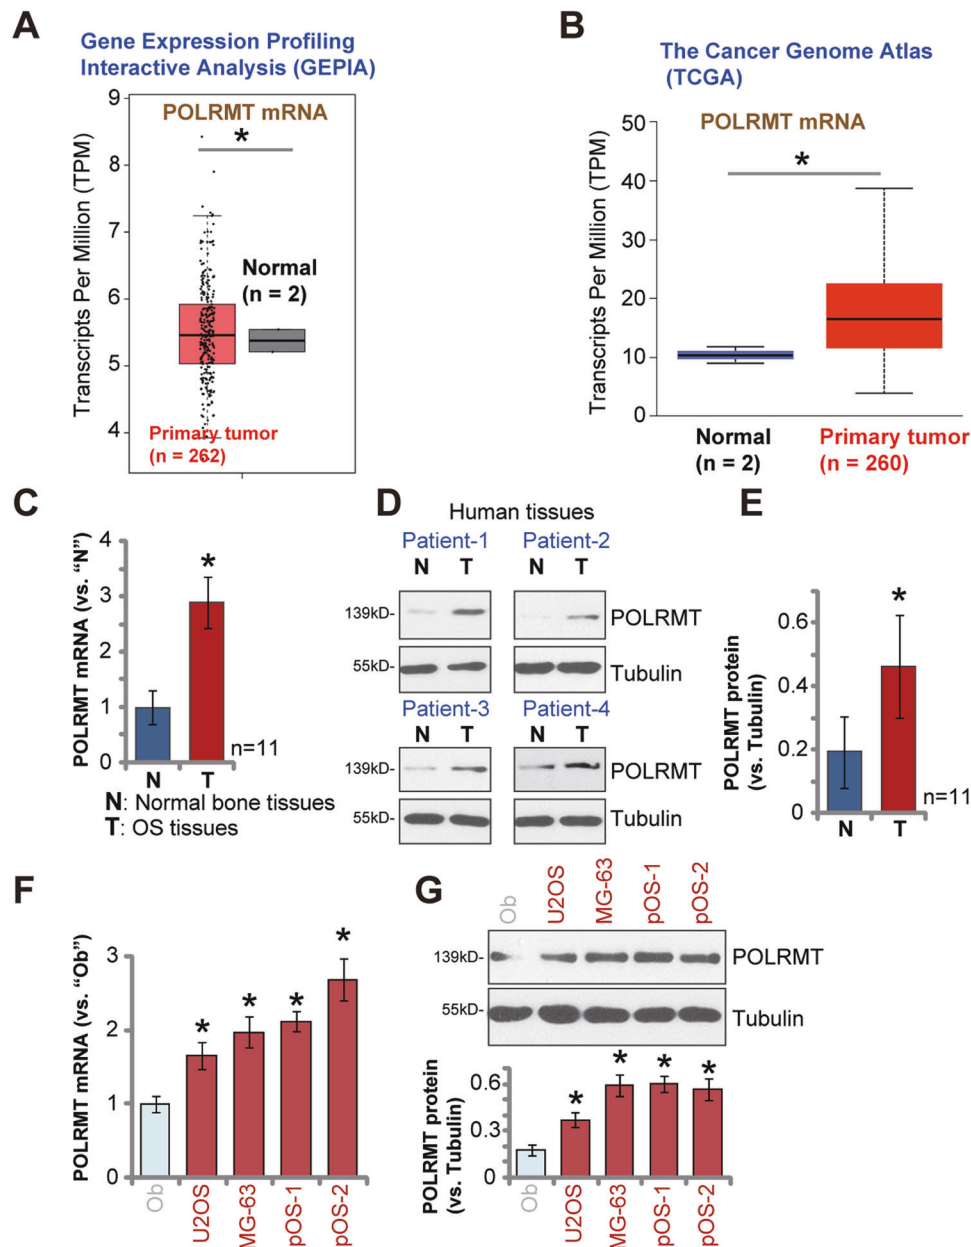 A
Gene Expression Profiling
Interactive Analysis (GEPIA)
POLRMT mRNA
*
Transcripts Per Million (TPM)
9
8
7
6
5
4
Normal
(n = 2)
Primary tumor
(n = 262)
B
The Cancer Genome Atlas
(TCGA)
POLRMT mRNA
*
Transcripts Per Million (TPM)
50
40
30
20
10
0
Normal
(n = 2)
Primary tumor
(n = 260)
C
POLRMT mRNA (vs. “N”)
4
3
2
2
1
0
*
N
T
n=11
N: Normal bone tissues
T: OS tissues
D
Human tissues
Patient-1
Patient-2
N T
N T
139kD-
POLRMT
55kD-
Tubulin
Patient-3
Patient-4
N T
N T
139kD-
POLRMT
55kD-
Tubulin
E
POLRMT protein
(vs. Tubulin)
0.6
0.4
0.2
0
*
N
T
n=11
F
POLRMT mRNA (vs. “Ob”)
3
2
1
0
*
*
*
*
Ob
U2OS
MG-63
pOS-1
pOS-2
G
Ob
U2OS
MG-63
pOS-1
pOS-2
139kD-
POLRMT
55kD-
Tubulin
POLRMT protein
(vs. Tubulin)
0.6
0.3
0
*
*
*
*
Ob
U2OS
MG-63
pOS-1
pOS-2